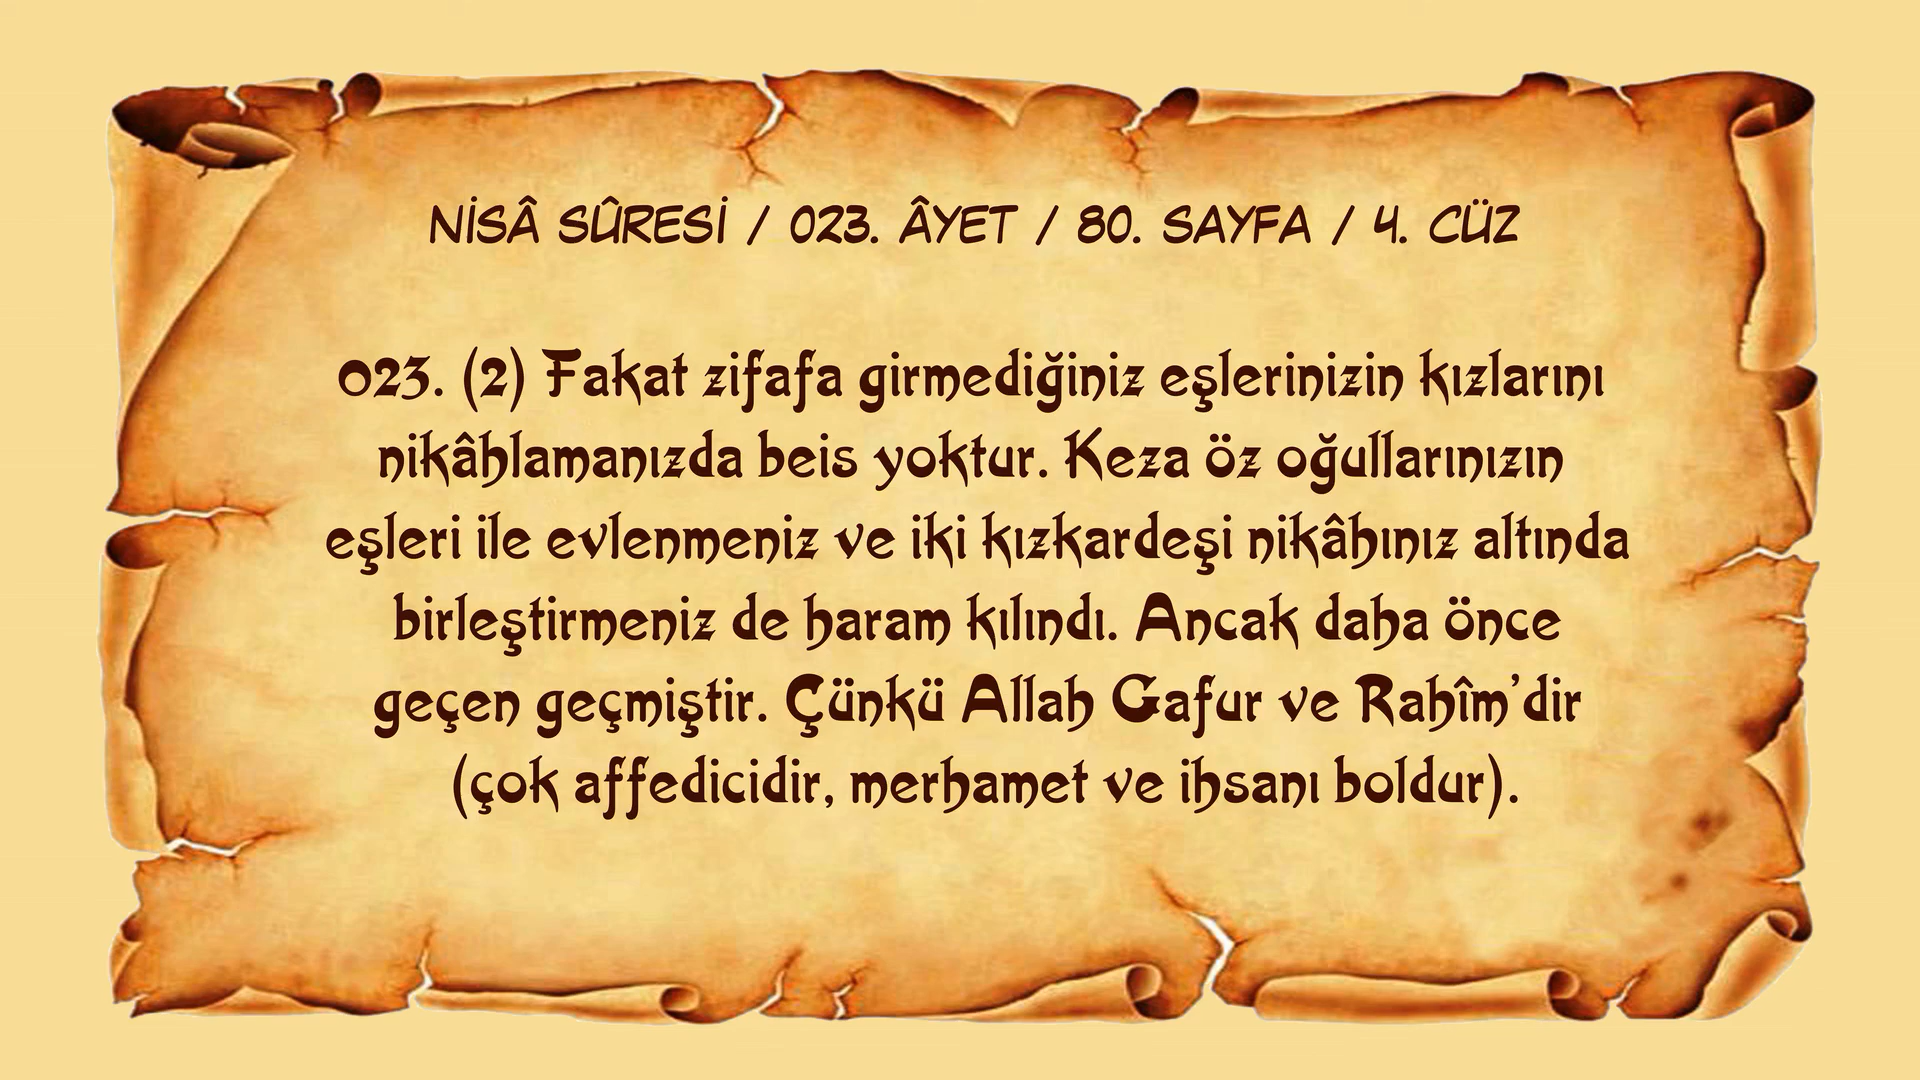 NİSÂ SÛRESİ / 023. ÂYET / 80. SAYFA / 4. CÜZ
023. (2) Fakat zifafa girmediğiniz eşlerinizin kızlarını
nikâhlamanızda beis yoktur. Keza öz oğullarınızın
eşleri ile evlenmeniz ve iki kızkardeşi nikâhınız altında
birleştirmeniz de haram kılındı. Ancak daha önce
geçen geçmiştir. Çünkü Allah Gafur ve Rahîm’dir
(çok affedicidir, merhamet ve ihsanı boldur).